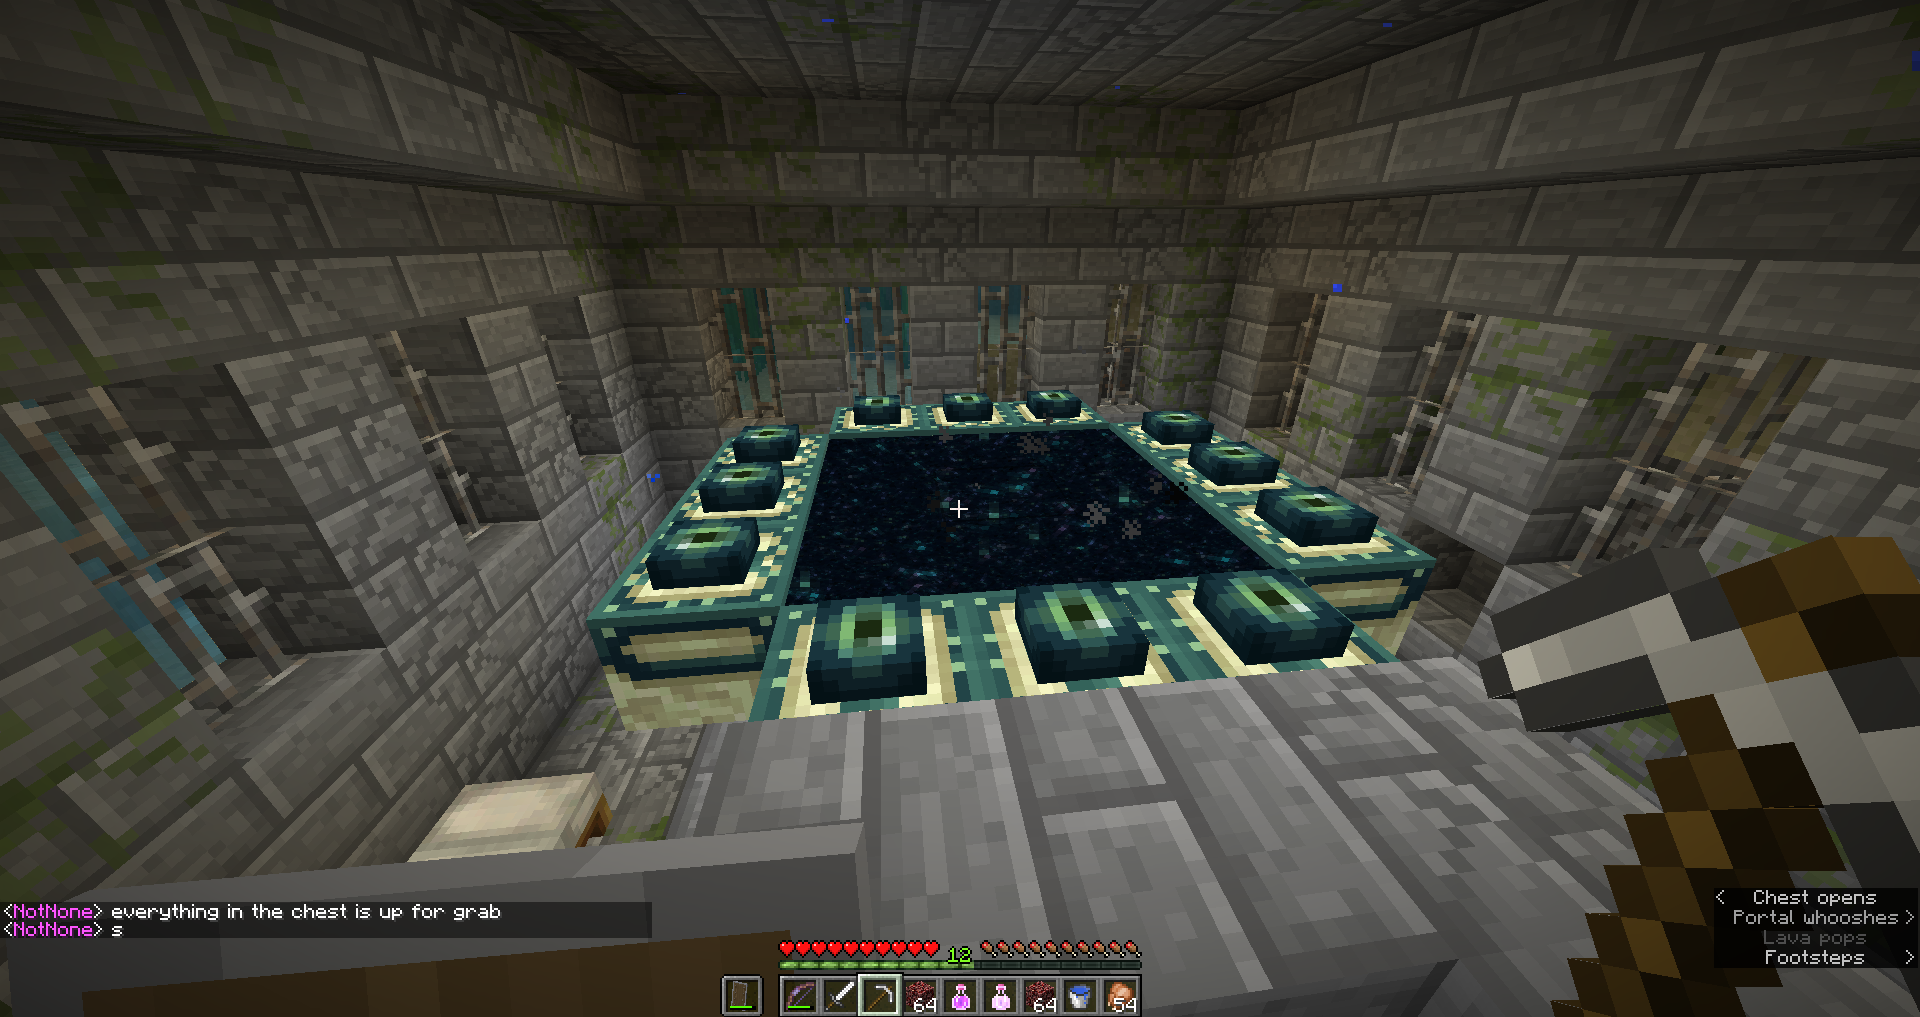 <NotNone> everything in the chest is up for grab
<NotNone> s
< Chest opens
Portal whooshes >
Lava pops
Footsteps >
12
64
64
54